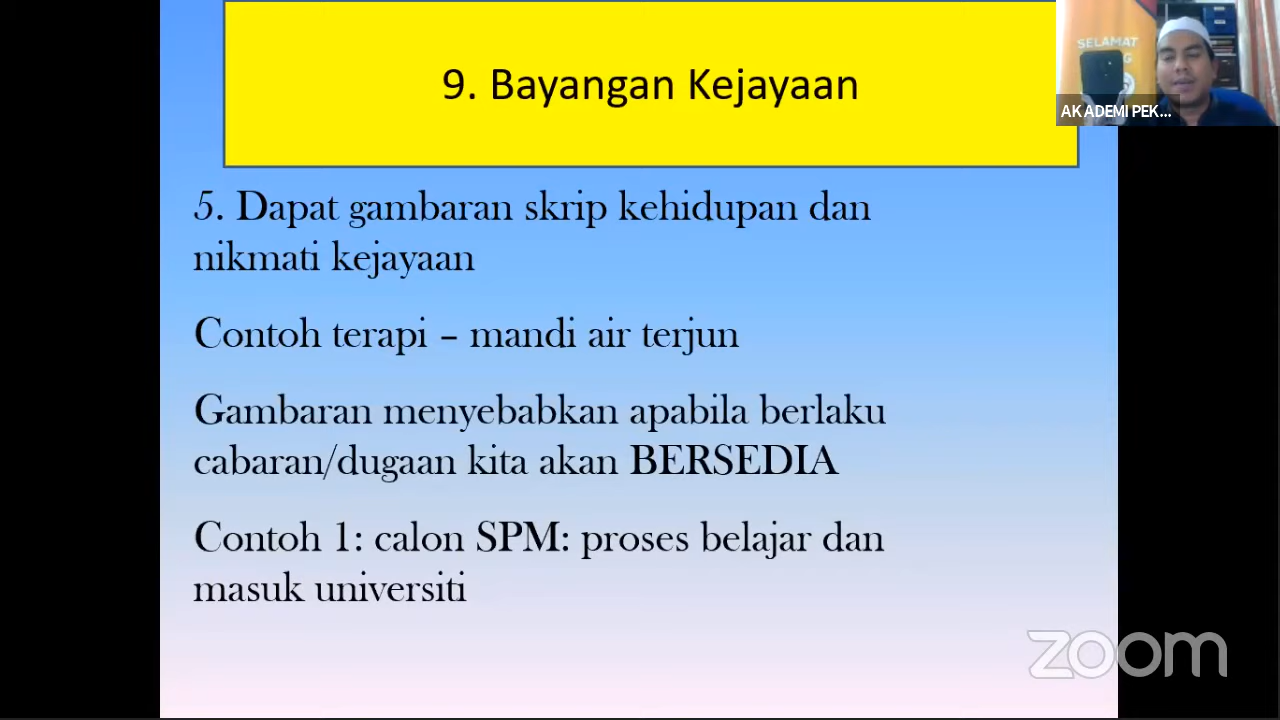 9. Bayangan Kejayaan
SELAMAT
AKADEMI PEK...
5. Dapat gambaran skrip kehidupan dan
nikmati kejayaan
Contoh terapi – mandi air terjun
Gambaran menyebabkan apabila berlaku
cabaran/dugaan kita akan BERSEDIA
Contoh 1: calon SPM: proses belajar dan
masuk universiti
zoom